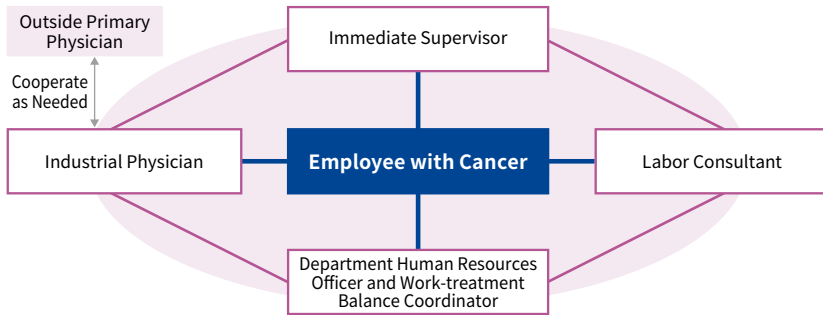 Outside Primary
Physician
Immediate Supervisor
Cooperate
as Needed
Industrial Physician
Employee with Cancer
Labor Consultant
Department Human Resources
Officer and Work-treatment
Balance Coordinator